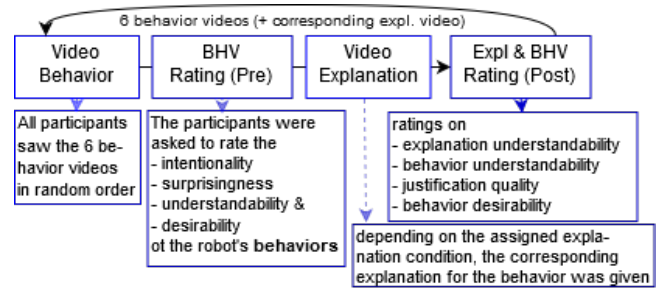 6 behavior videos (+ corresponding expl. video)
Video
Behavior
BHV
Rating (Pre)
Video
Explanation
Expl & BHV
Rating (Post)
All participants
saw the 6 be-
havior videos
in random order
The participants were
asked to rate the
- intentionality
- surprisingness
- understandability &
- desirability
ot the robot's behaviors
ratings on
- explanation understandability
- behavior understandability
- justification quality
- behavior desirability
depending on the assigned expla-
nation condition, the corresponding
explanation for the behavior was given